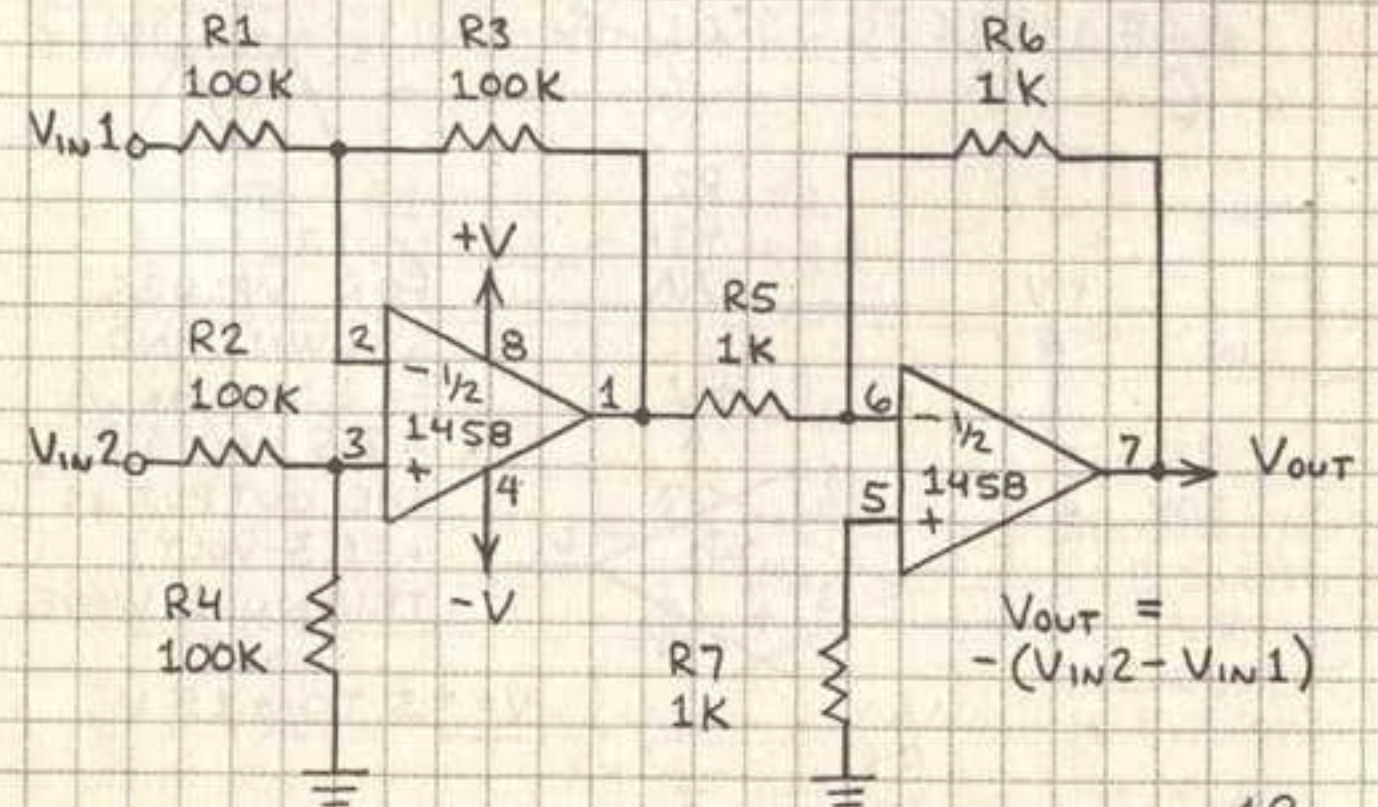 R1
100K
R3
100K
R6
1K
VIN1
+V
R5
1K
R2
100K
2
8
- 1/2
1458
+
1
6
- 1/2
1458
+
7
VOUT
VIN2
3
4
5
R4
100K
-V
R7
1K
VOUT =
-(VIN2-VIN1)